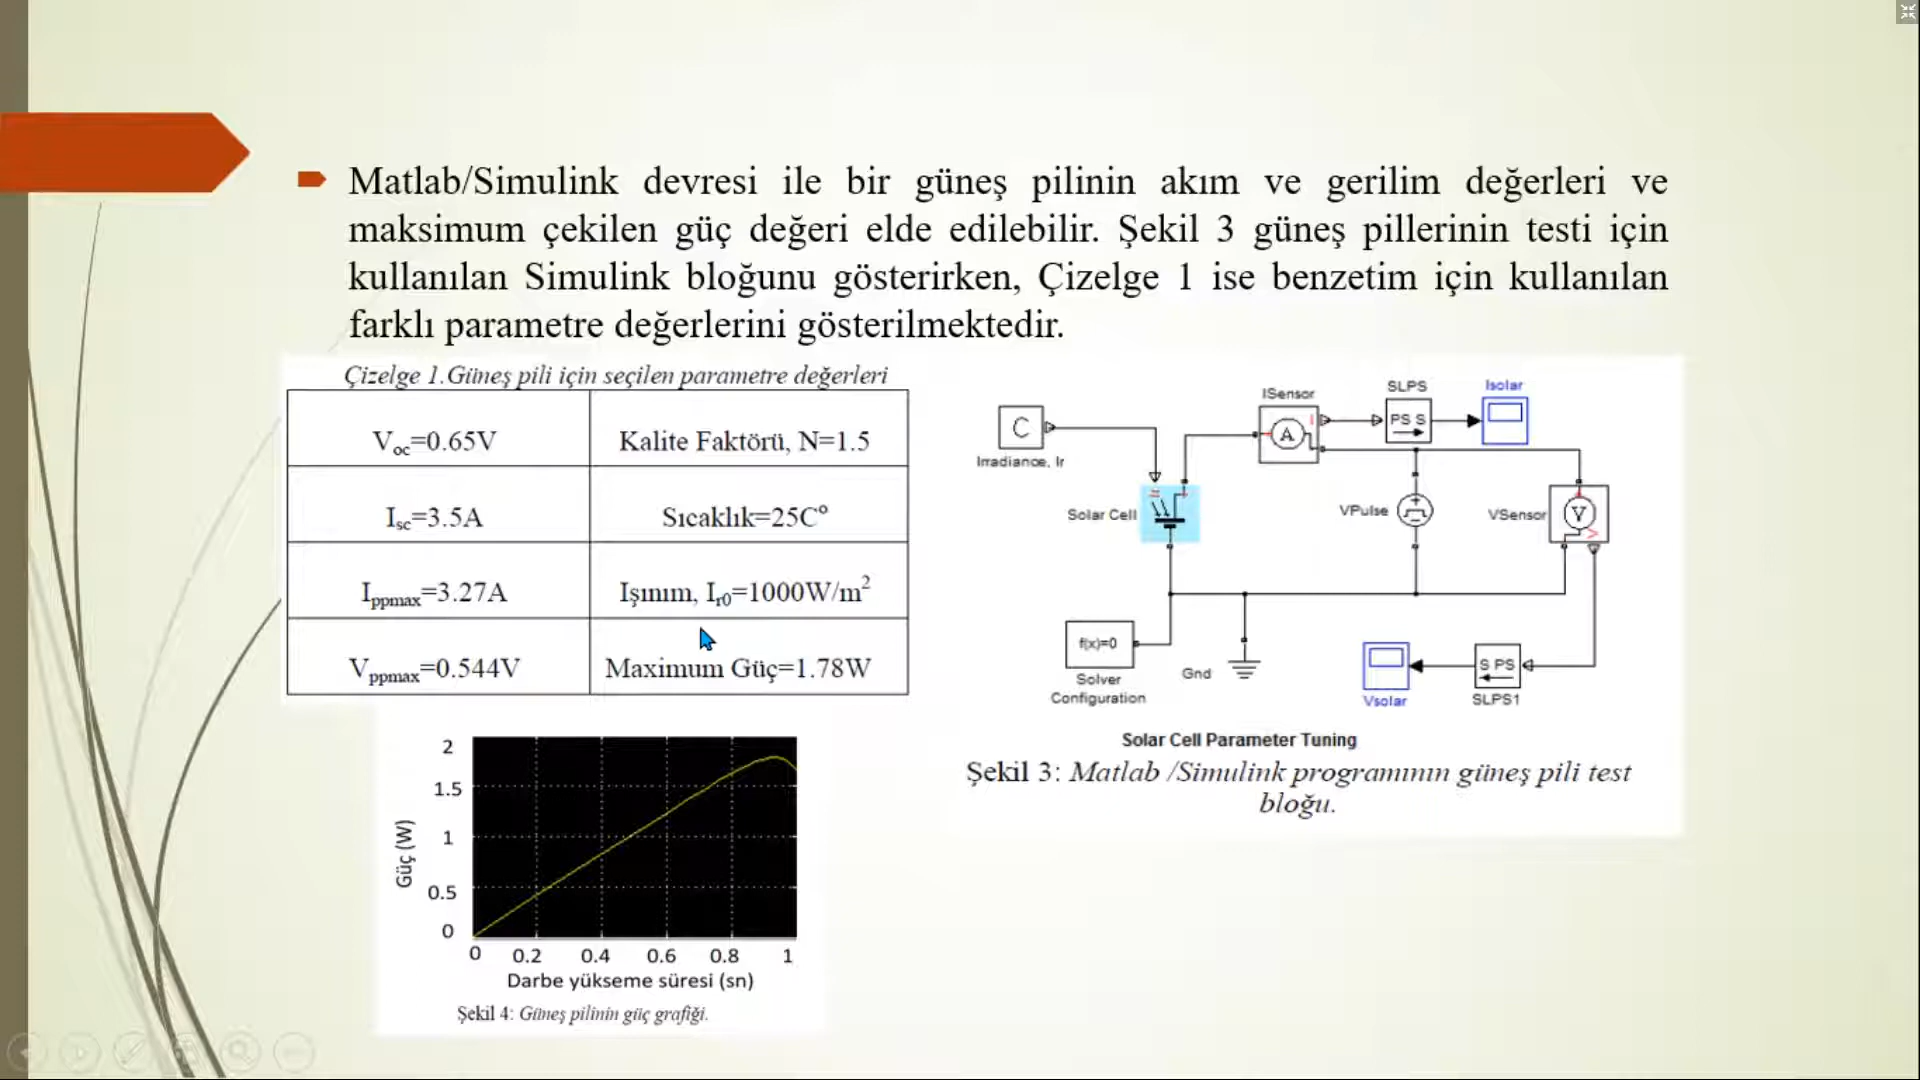 Matlab/Simulink devresi ile bir güneş pilinin akım ve gerilim değerleri ve
maksimum çekilen güç değeri elde edilebilir. Şekil 3 güneş pillerinin testi için
kullanılan Simulink bloğunu gösterirken, Çizelge 1 ise benzetim için kullanılan
farklı parametre değerlerini gösterilmektedir.
Çizelge 1.Güneş pili için seçilen parametre değerleri
Voc=0.65V
Kalite Faktörü, N=1.5
Isc=3.5A
Sıcaklık=25C°
Ippmax=3.27A
Işınım, Ir0=1000W/m²
Vppmax=0.544V
Maximum Güç=1.78W
2
1.5
1
0.5
0
Güç (W)
0 0.2 0.4 0.6 0.8 1
Darbe yükseme süresi (sn)
Şekil 4: Güneş pilinin güç grafiği.
C
Irradiance, Ir
Solar Cell
ISensor
A
I
SLPS
PS S
Isolar
VPulse
VSensor
V
V
f(x)=0
Solver
Configuration
Gnd
Vsolar
S PS
SLPS1
Solar Cell Parameter Tuning
Şekil 3: Matlab /Simulink programının güneş pili test
bloğu.